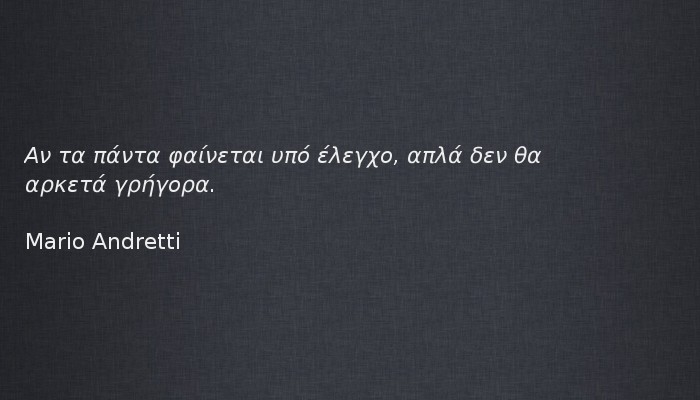 Αν τα πάντα φαίνεται υπό έλεγχο, απλά δεν θα
αρκετά γρήγορα.
Mario Andretti